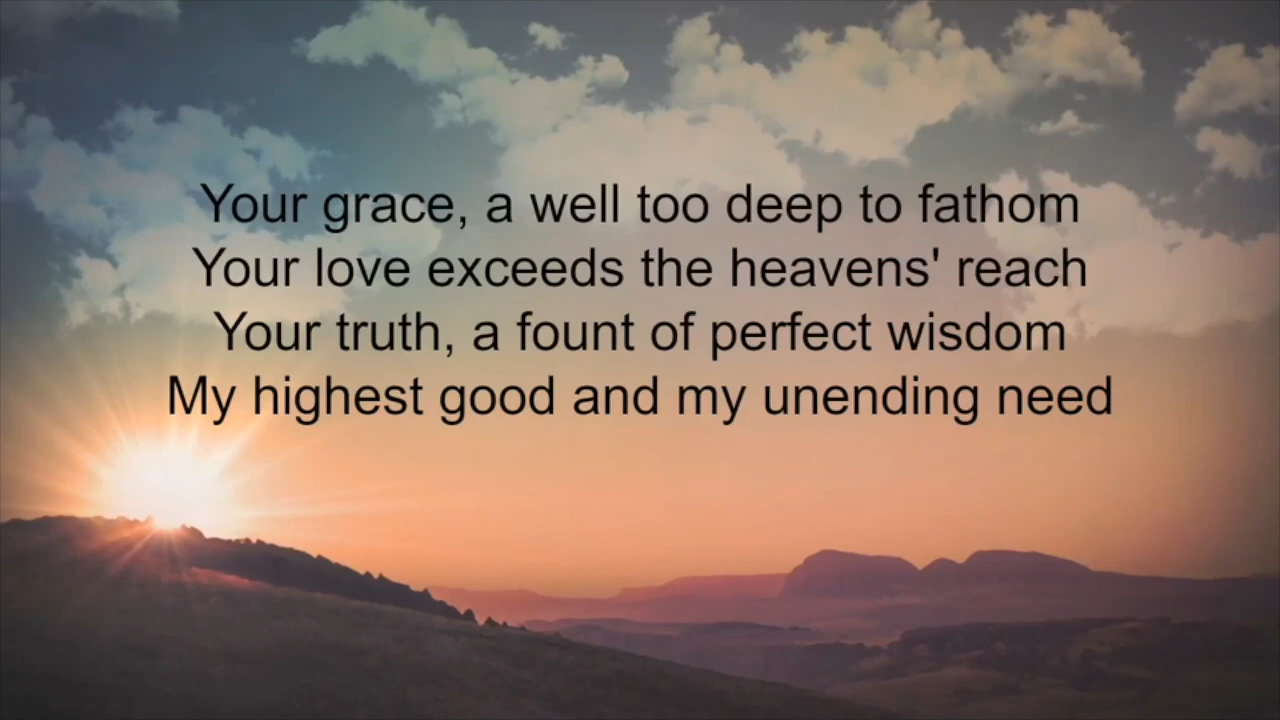 Your grace, a well too deep to fathom
Your love exceeds the heavens' reach
Your truth, a fount of perfect wisdom
My highest good and my unending need